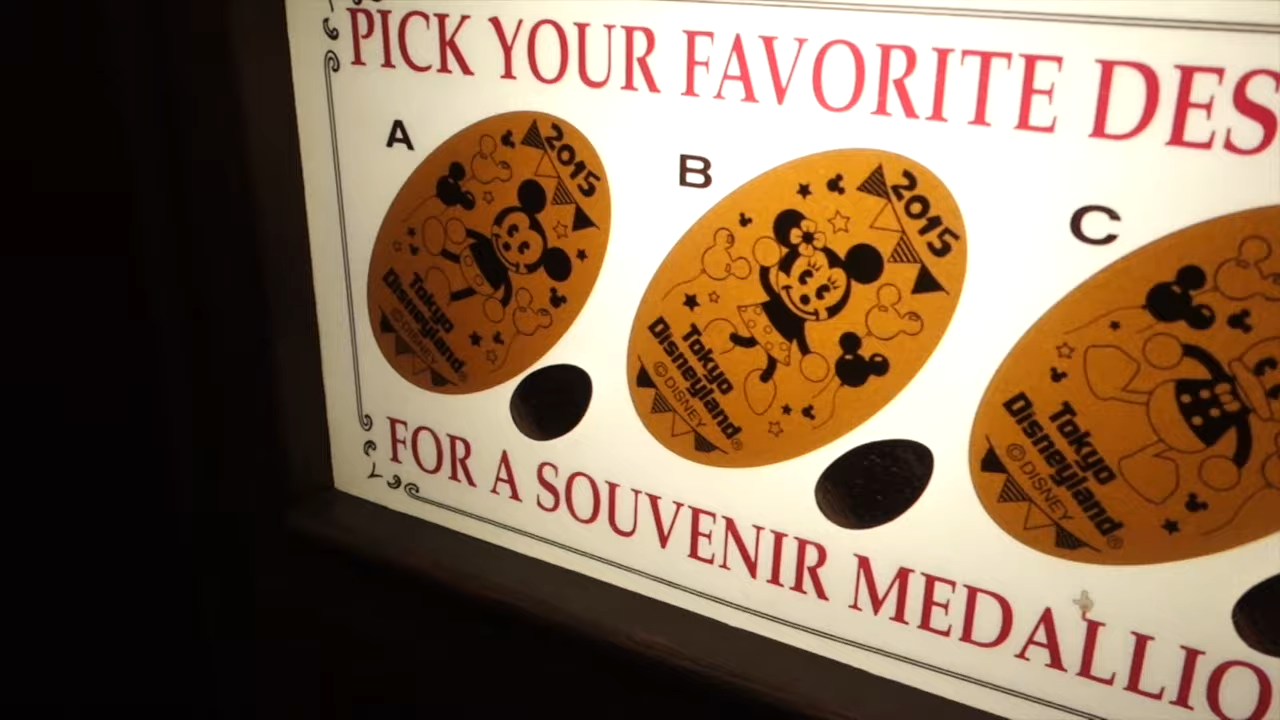 PICK YOUR FAVORITE DES
A
2015
Tokyo
Disneyland®
©DISNEY
B
2015
Tokyo
Disneyland®
©DISNEY
C
Tokyo
Disneyland®
©DISNEY
FOR A SOUVENIR MEDALLIO